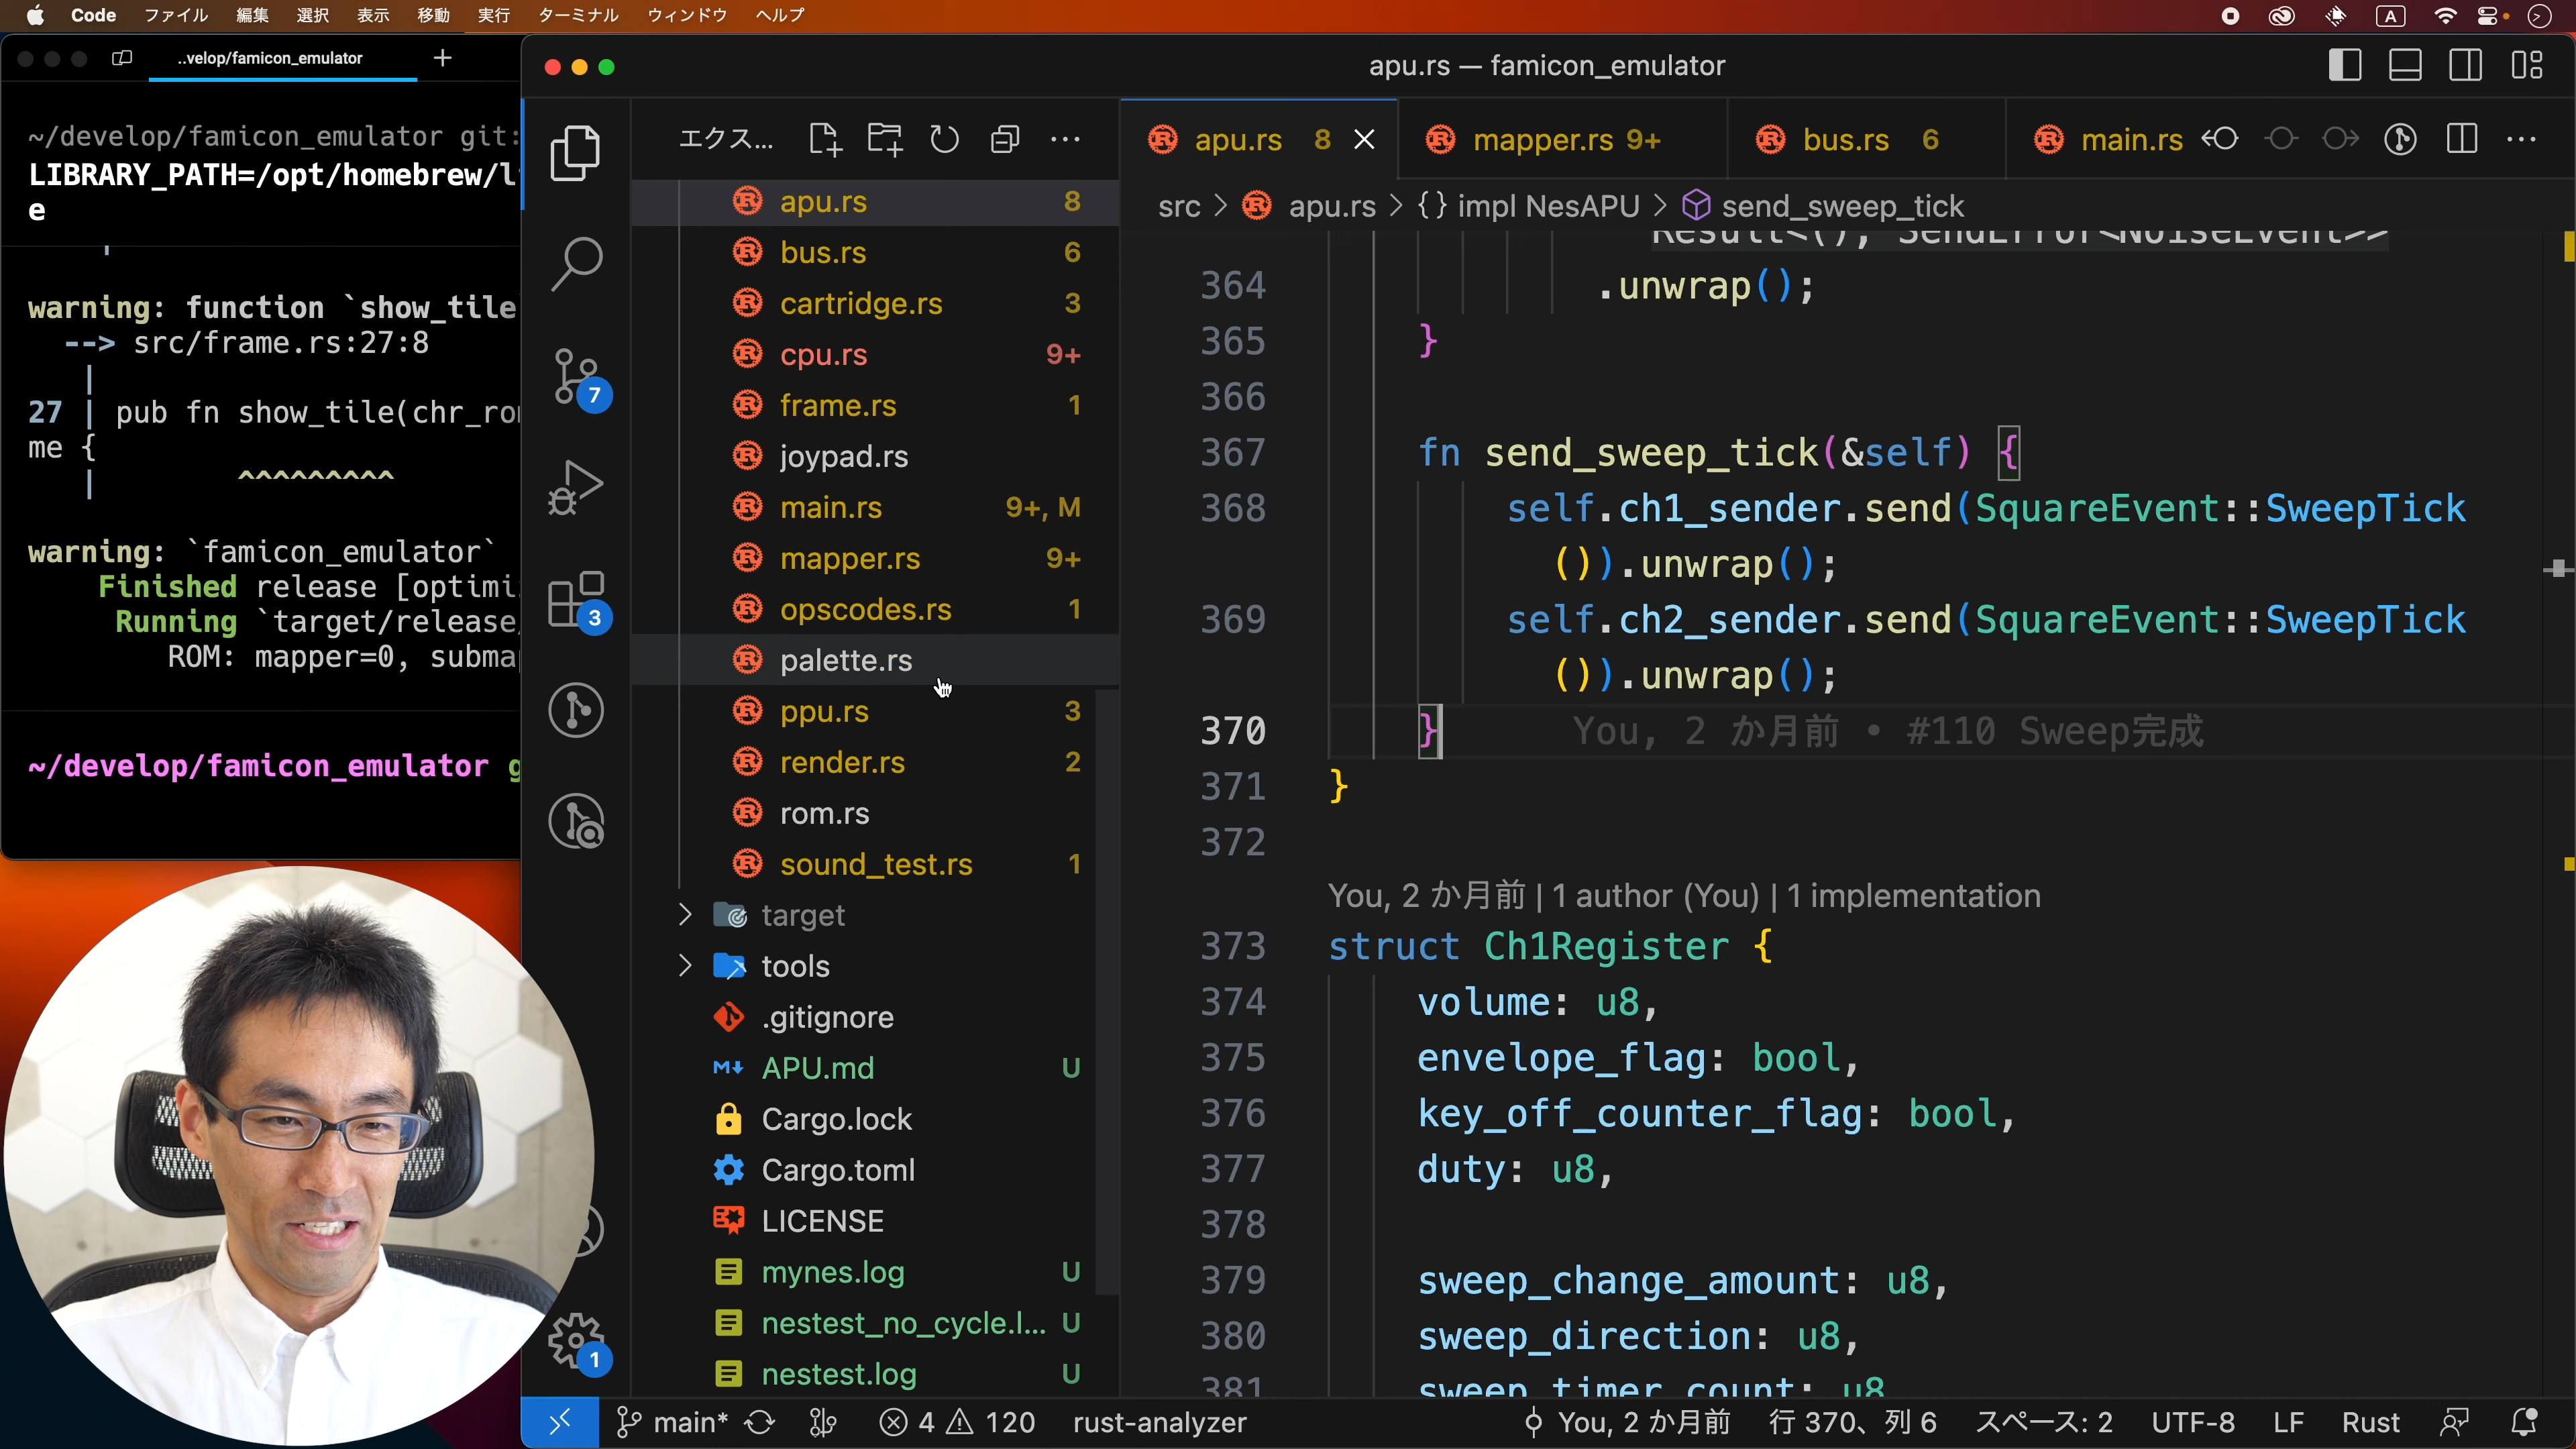 Code ファイル 編集 選択 表示 移動 実行 ターミナル ウィンドウ ヘルプ
A
..velop/famicon_emulator
~/develop/famicon_emulator git:
LIBRARY_PATH=/opt/homebrew/l
e
warning: function `show_tile
--> src/frame.rs:27:8
|
27 | pub fn show_tile(chr_ro
me {
| ^^^^^^^^^
warning: `famicon_emulator`
Finished release [optimi
Running `target/release
ROM: mapper=0, subma
~/develop/famicon_emulator g
apu.rs — famicon_emulator
エクス...
apu.rs 8
bus.rs 6
cartridge.rs 3
cpu.rs 9+
frame.rs 1
joypad.rs
main.rs 9+, M
mapper.rs 9+
opscodes.rs 1
palette.rs
ppu.rs 3
render.rs 2
rom.rs
sound_test.rs 1
target
tools
.gitignore
APU.md U
Cargo.lock
Cargo.toml
LICENSE
mynes.log U
nestest_no_cycle.l... U
nestest.log U
7
3
1
apu.rs 8 mapper.rs 9+ bus.rs 6 main.rs
src > apu.rs > {} impl NesAPU > send_sweep_tick
Result<(), SendError<NoiseEvent>>
364 .unwrap();
365 }
366
367 fn send_sweep_tick(&self) {
368 self.ch1_sender.send(SquareEvent::SweepTick
()).unwrap();
369 self.ch2_sender.send(SquareEvent::SweepTick
()).unwrap();
370 } You, 2 か月前 • #110 Sweep完成
371 }
372
You, 2 か月前 | 1 author (You) | 1 implementation
373 struct Ch1Register {
374 volume: u8,
375 envelope_flag: bool,
376 key_off_counter_flag: bool,
377 duty: u8,
378
379 sweep_change_amount: u8,
380 sweep_direction: u8,
381 sweep_timer_count: u8
main* 4 120 rust-analyzer You, 2 か月前 行 370、列 6 スペース: 2 UTF-8 LF Rust